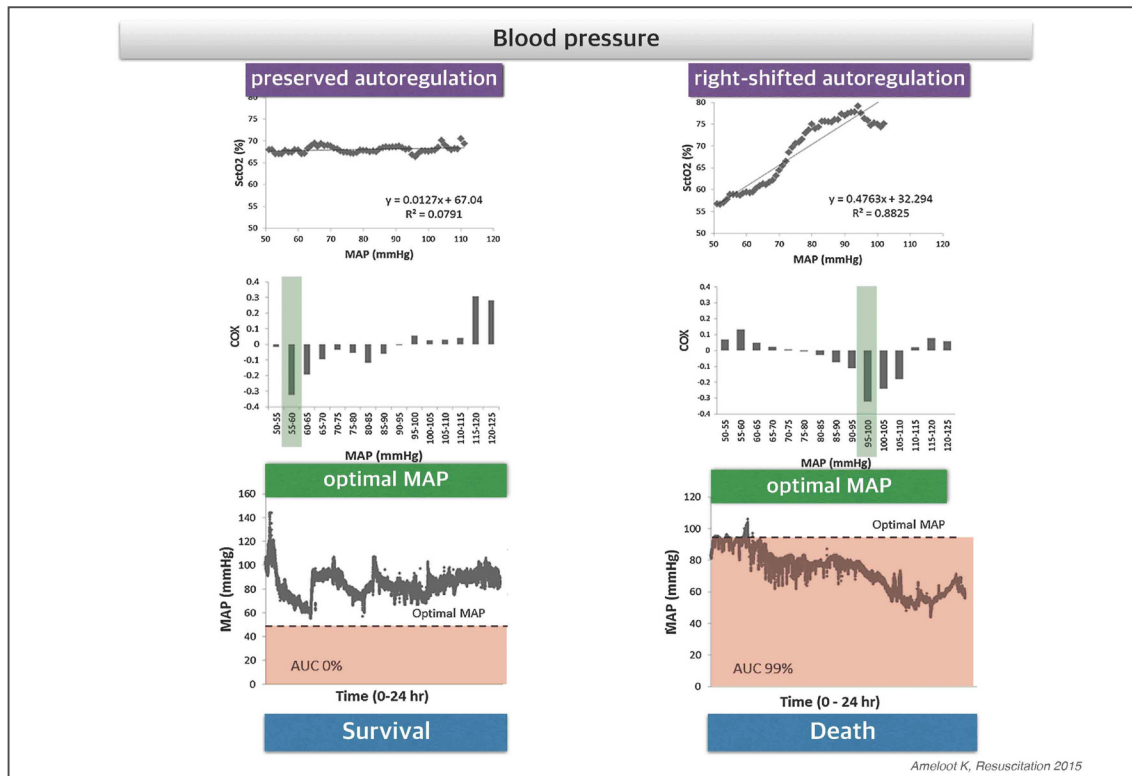 Blood pressure
preserved autoregulation
80
75
70
65
60
55
50
SctO2 (%)
y = 0.0127x + 67.04
R² = 0.0791
50 60 70 80 90 100 110 120
MAP (mmHg)
0.4
0.3
0.2
0.1
0
-0.1
-0.2
-0.3
-0.4
COX
50-55 55-60 60-65 65-70 70-75 75-80 80-85 85-90 90-95 95-100 100-105 105-110 110-115 115-120 120-125
MAP (mmHg)
optimal MAP
160
140
120
100
80
60
40
20
0
MAP (mmHg)
Optimal MAP
AUC 0%
Time (0-24 hr)
Survival
right-shifted autoregulation
80
75
70
65
60
55
50
SctO2 (%)
y = 0.4763x + 32.294
R² = 0.8825
50 60 70 80 90 100 110 120
MAP (mmHg)
0.4
0.3
0.2
0.1
0
-0.1
-0.2
-0.3
-0.4
COX
50-55 55-60 60-65 65-70 70-75 75-80 80-85 85-90 90-95 95-100 100-105 105-110 110-115 115-120 120-125
MAP (mmHg)
optimal MAP
120
100
80
60
40
20
0
MAP (mmHg)
Optimal MAP
AUC 99%
Time (0 - 24 hr)
Death
Ameloot K, Resuscitation 2015